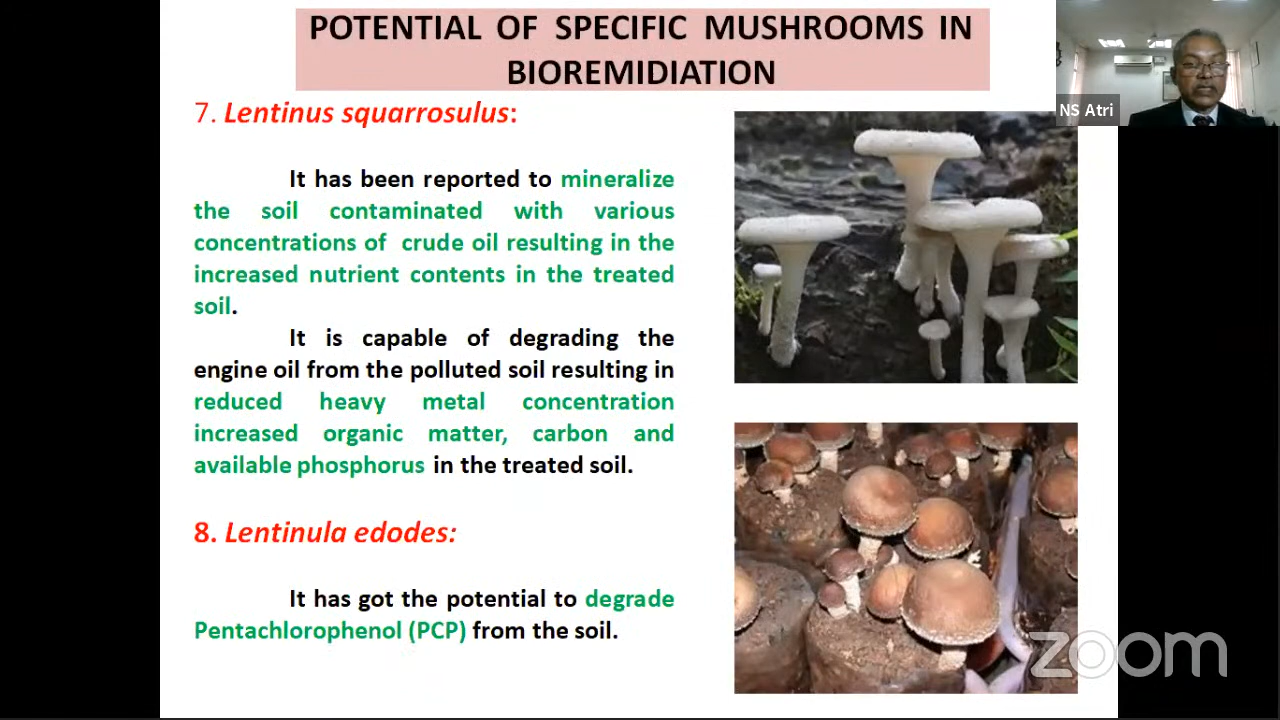 POTENTIAL OF SPECIFIC MUSHROOMS IN
BIOREMIDIATION
7. Lentinus squarrosulus:
It has been reported to mineralize
the soil contaminated with various
concentrations of crude oil resulting in the
increased nutrient contents in the treated
soil.
It is capable of degrading the
engine oil from the polluted soil resulting in
reduced heavy metal concentration
increased organic matter, carbon and
available phosphorus in the treated soil.
8. Lentinula edodes:
It has got the potential to degrade
Pentachlorophenol (PCP) from the soil.
NS Atri
zoom